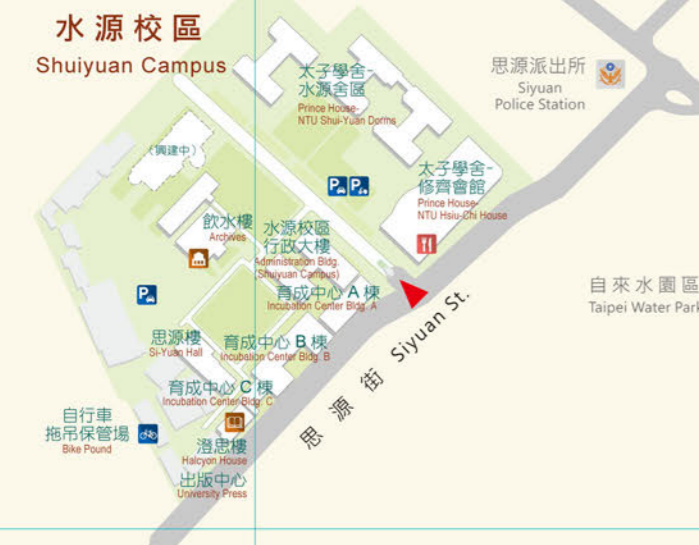 水源校區
Shuiyuan Campus
太子學舍-
水源舍區
Prince House-
NTU Shui-Yuan Dorms
思源派出所
Siyuan
Police Station
（興建中）
太子學舍-
修齊會館
Prince House-
NTU Hsiu-Chi House
飲水樓
Archives
水源校區
行政大樓
Administration Bldg.
(Shuiyuan Campus)
育成中心 A 棟
Incubation Center Bldg. A
自來水園區
Taipei Water Park
思源街 Siyuan St.
思源樓
Si-Yuan Hall
育成中心 B 棟
Incubation Center Bldg. B
育成中心 C 棟
Incubation Center Bldg. C
自行車
拖吊保管場
Bike Pound
澄思樓
Halcyon House
出版中心
University Press